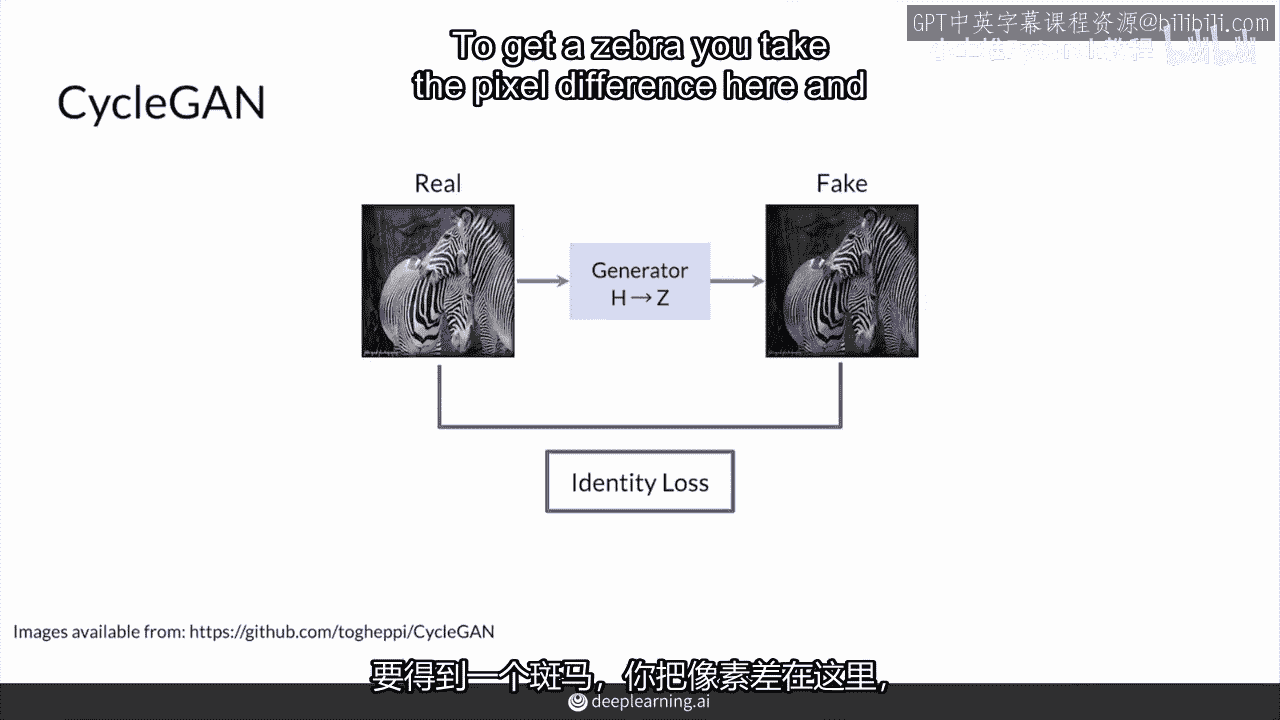 GPT中英字幕课程资源@bilibili.com
To get a zebra you take
the pixel difference here and
CycleGAN
Real
Fake
Generator
H→Z
Identity Loss
Images available from: https://github.com/togheppi/CycleGAN
要得到一个斑马，你把像素差在这里，
deeplearning.ai